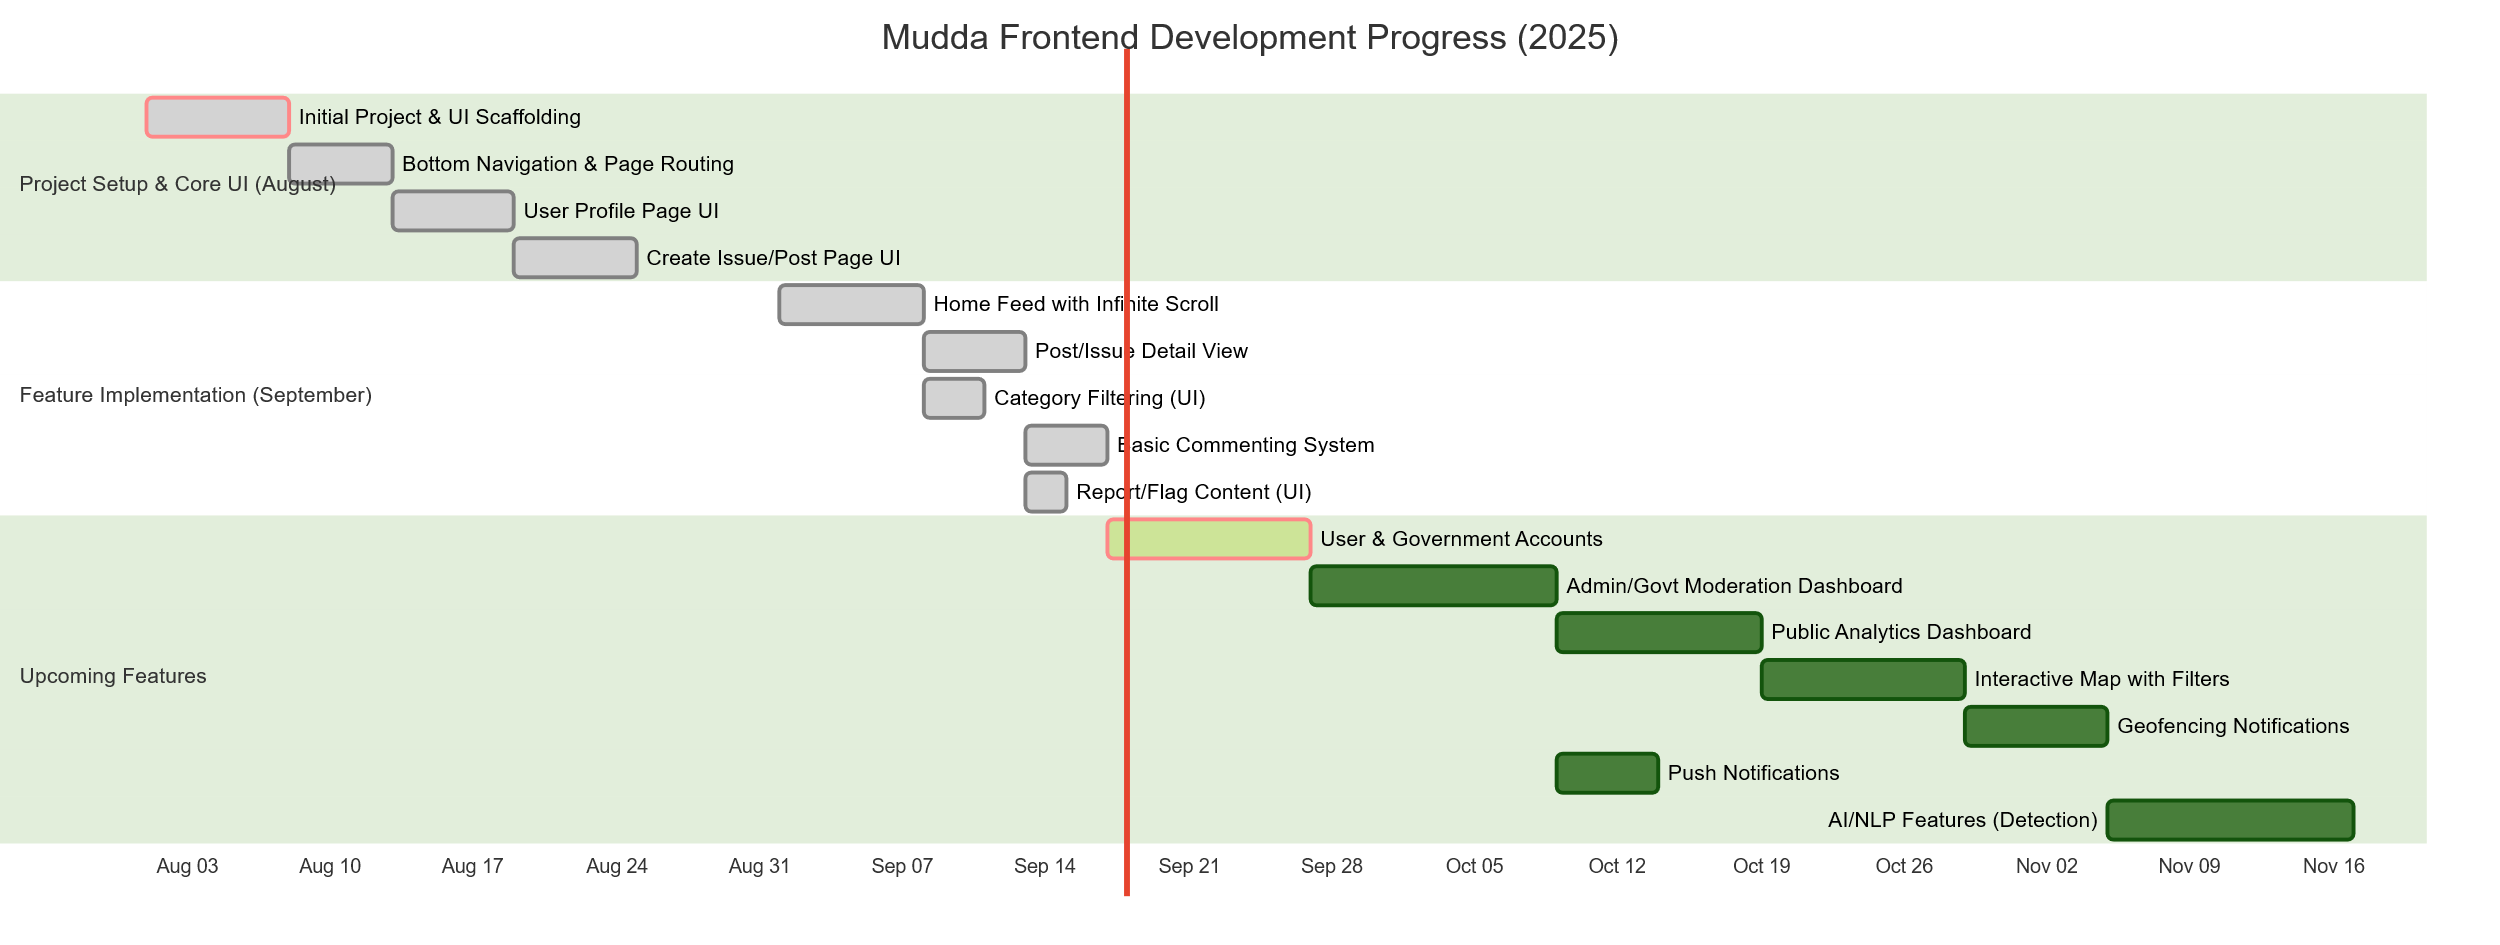 Mudda Frontend Development Progress (2025)
Project Setup & Core UI (August)
Initial Project & UI Scaffolding
Bottom Navigation & Page Routing
User Profile Page UI
Create Issue/Post Page UI
Feature Implementation (September)
Home Feed with Infinite Scroll
Post/Issue Detail View
Category Filtering (UI)
Basic Commenting System
Report/Flag Content (UI)
Upcoming Features
User & Government Accounts
Admin/Govt Moderation Dashboard
Public Analytics Dashboard
Interactive Map with Filters
Geofencing Notifications
Push Notifications
AI/NLP Features (Detection)
Aug 03 Aug 10 Aug 17 Aug 24 Aug 31 Sep 07 Sep 14 Sep 21 Sep 28 Oct 05 Oct 12 Oct 19 Oct 26 Nov 02 Nov 09 Nov 16